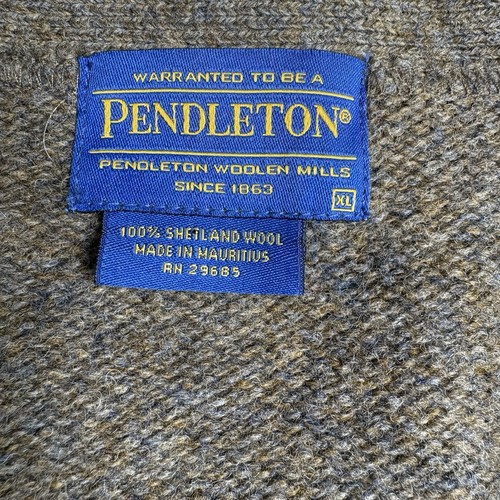 WARRANTED TO BE A
PENDLETON®
PENDLETON WOOLEN MILLS
SINCE 1863
XL
100% SHETLAND WOOL
MADE IN MAURITIUS
RN 29685